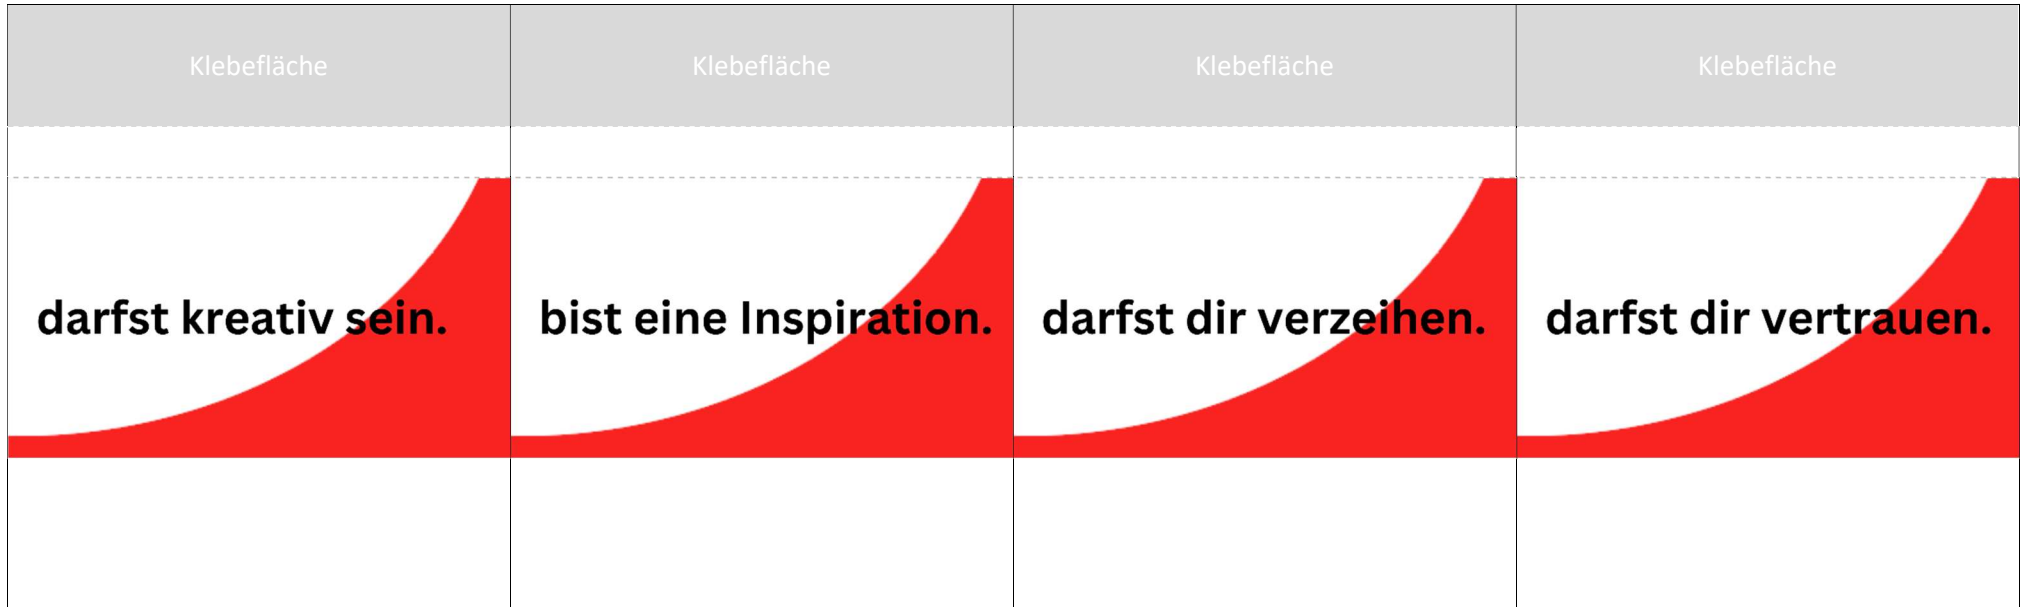 Klebefläche Klebefläche Klebefläche Klebefläche
darfst kreativ sein. bist eine Inspiration. darfst dir verzeihen. darfst dir vertrauen.